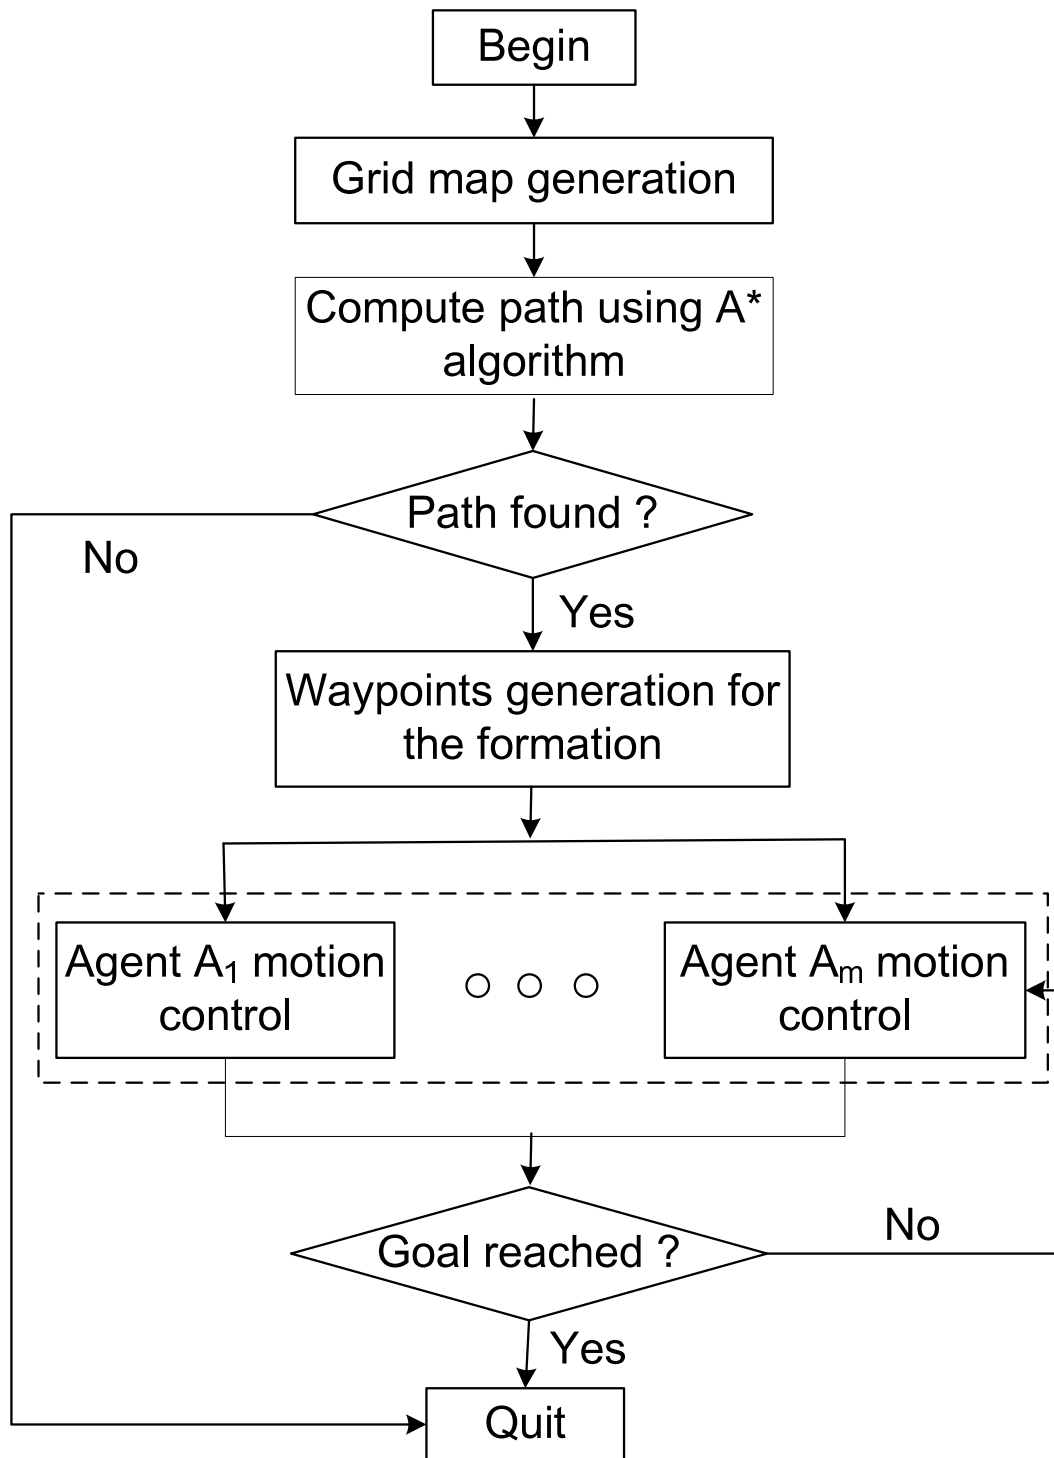 Begin
Grid map generation
Compute path using A*
algorithm
Path found ?
No
Yes
Waypoints generation for
the formation
Agent A₁ motion
control
Agent Aₘ motion
control
Goal reached ?
No
Yes
Quit